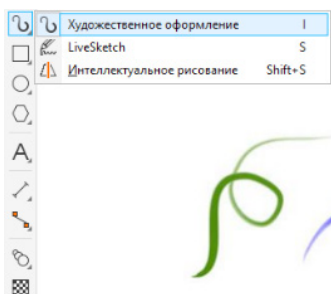 Художественное оформление I
LiveSketch S
Интеллектуальное рисование Shift+S
A